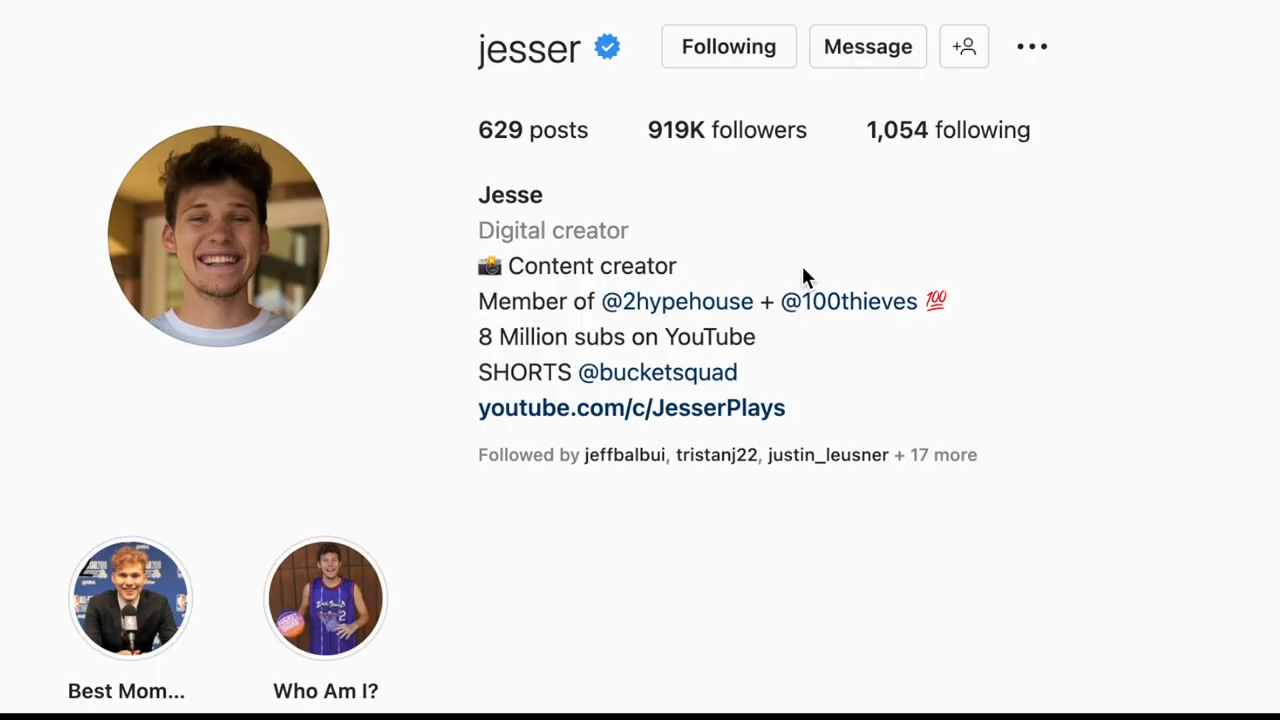 jesser Following Message
629 posts 919K followers 1,054 following
Jesse
Digital creator
📸 Content creator
Member of @2hypehouse + @100thieves 💯
8 Million subs on YouTube
SHORTS @bucketsquad
youtube.com/c/JesserPlays
Followed by jeffbalbui, tristanj22, justin_leusner + 17 more
Best Mom... Who Am I?